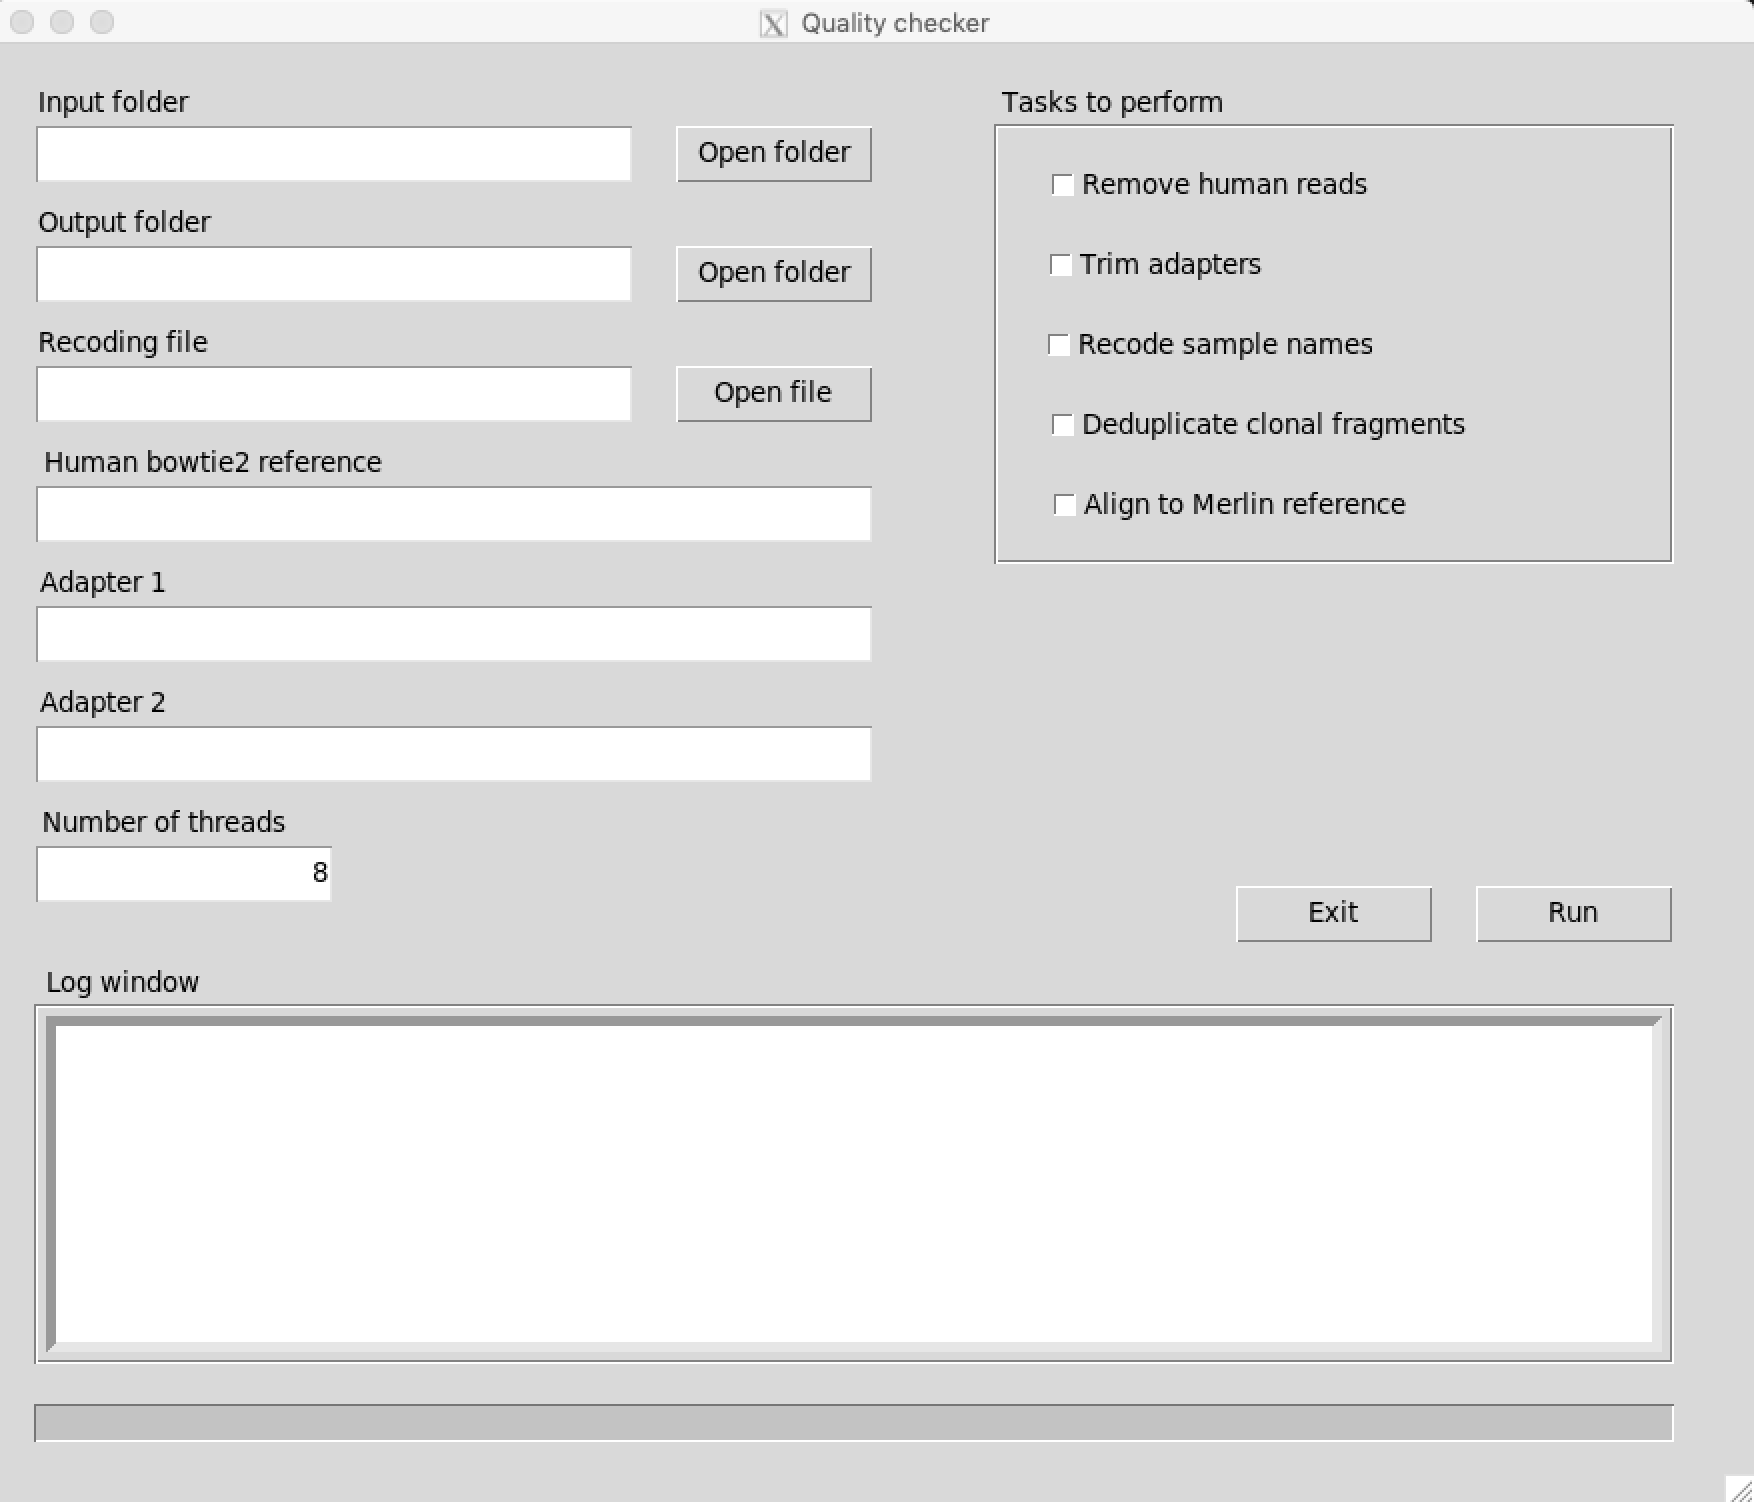 Quality checker
Input folder
Open folder
Output folder
Open folder
Recoding file
Open file
Human bowtie2 reference
Adapter 1
Adapter 2
Number of threads
8
Tasks to perform
Remove human reads
Trim adapters
Recode sample names
Deduplicate clonal fragments
Align to Merlin reference
Exit
Run
Log window